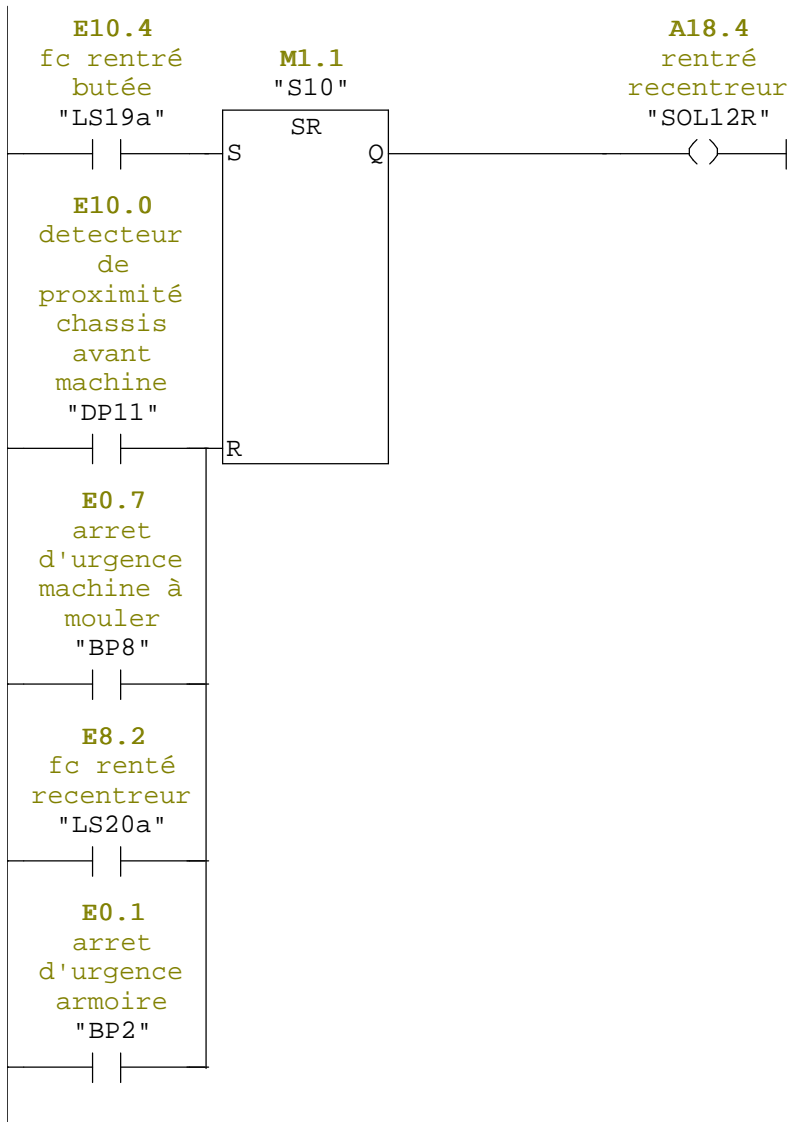 E10.4
fc rentré
butée
"LS19a"
M1.1
"S10"
SR
S
Q
R
A18.4
rentré
recentreur
"SOL12R"
E10.0
detecteur
de
proximité
chassis
avant
machine
"DP11"
E0.7
arret
d'urgence
machine à
mouler
"BP8"
E8.2
fc renté
recentreur
"LS20a"
E0.1
arret
d'urgence
armoire
"BP2"